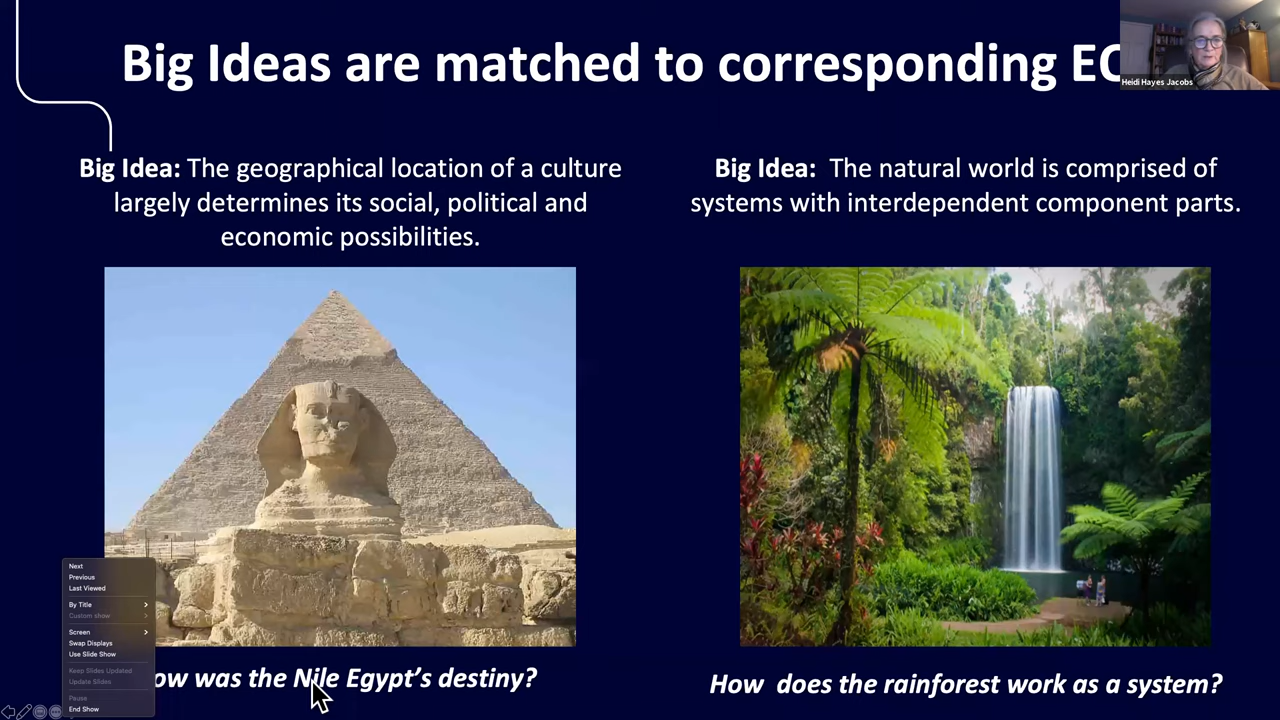 Big Ideas are matched to corresponding
Heidi Hayes Jacobs
Big Idea: The geographical location of a culture
largely determines its social, political and
economic possibilities.
Big Idea:  The natural world is comprised of
systems with interdependent component parts.
Next
Previous
Last Viewed
By Title
Custom show
Screen
Swap Displays
Use Slide Show
Keep Slides Updated
Update Slides
Pause
End Show
was the Nile Egypt's destiny?
How  does the rainforest work as a system?